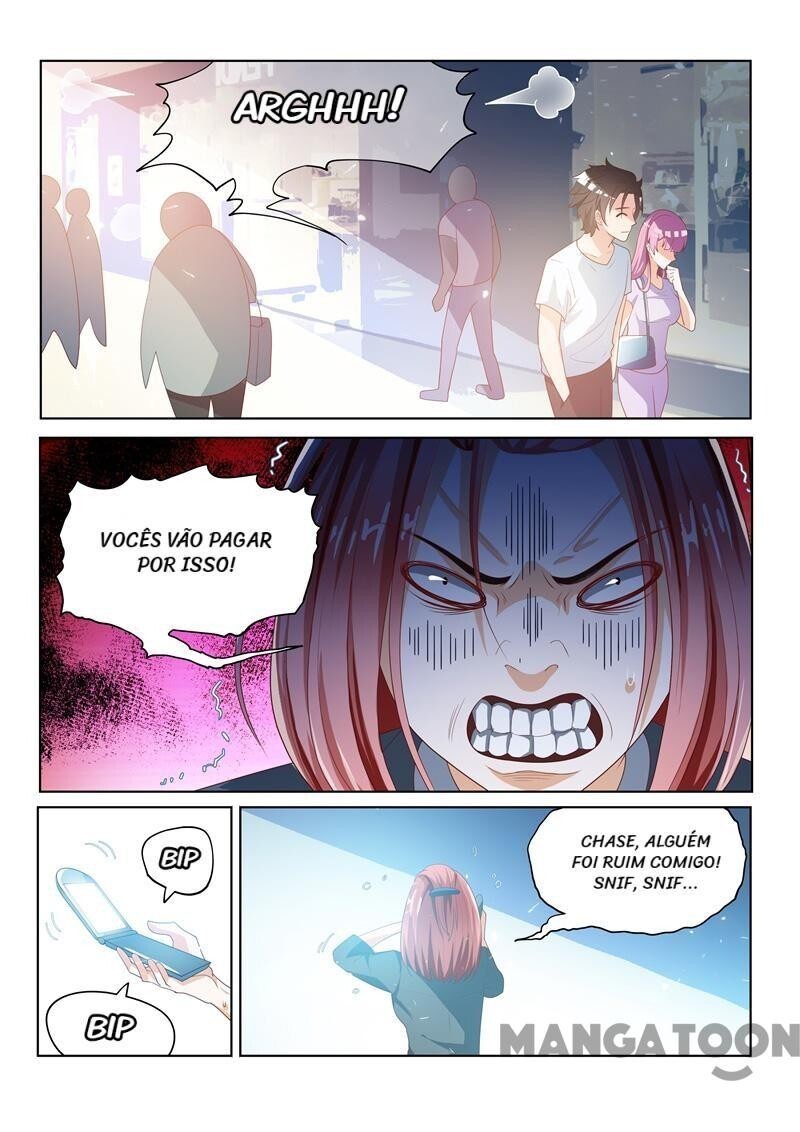 ARGHHH!
VOCÊS VÃO PAGAR
POR ISSO!
BIP
BIP
CHASE, ALGUÉM
FOI RUIM COMIGO!
SNIF, SNIF...
MANGATOON